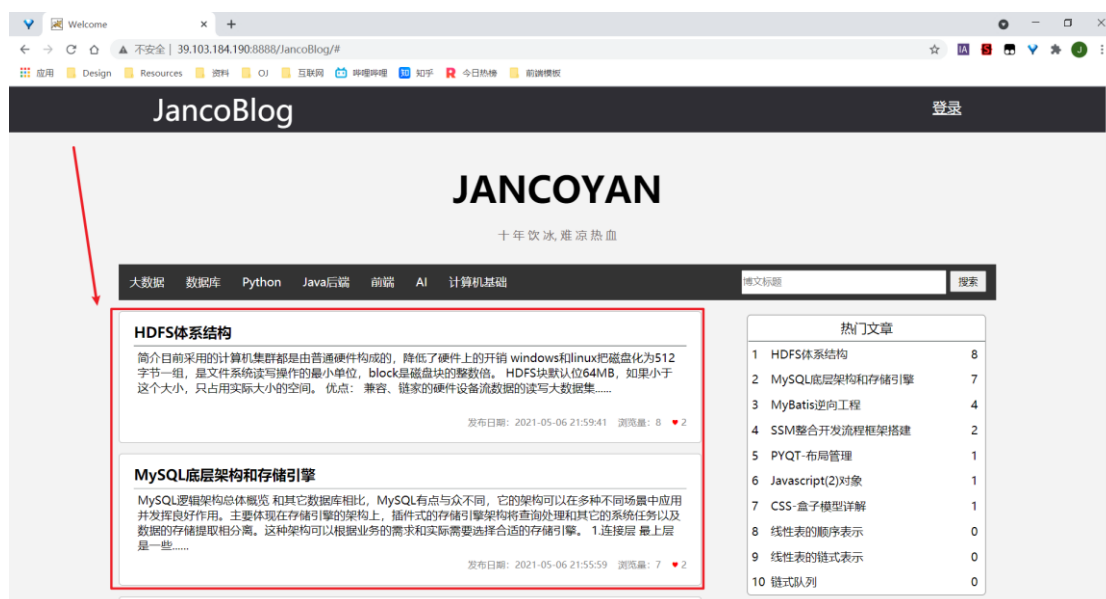 Welcome
不安全 | 39.103.184.190:8888/JancoBlog/#
应用 Design Resources 资料 OJ 互联网 哔哩哔哩 知乎 今日热榜 前端模板
JancoBlog 登录
JANCOYAN
十年饮冰, 难凉热血
大数据 数据库 Python Java后端 前端 AI 计算机基础 博文标题 搜索
HDFS体系结构
简介目前采用的计算机集群都是由普通硬件构成的，降低了硬件上的开销 windows和linux把磁盘化为512
字节一组，是文件系统读写操作的最小单位，block是磁盘块的整数倍。 HDFS块默认位64MB，如果小于
这个大小，只占用实际大小的空间。 优点： 兼容、链家的硬件设备流数据的读写大数据集......
发布日期：2021-05-06 21:59:41 浏览量：8 ♥2
MySQL底层架构和存储引擎
MySQL逻辑架构总体概览 和其它数据库相比，MySQL有点与众不同，它的架构可以在多种不同场景中应用
并发挥良好作用。主要体现在存储引擎的架构上，插件式的存储引擎架构将查询处理和其它的系统任务以及
数据的存储提取相分离。这种架构可以根据业务的需求和实际需要选择合适的存储引擎。 1.连接层 最上层
是一些......
发布日期：2021-05-06 21:55:59 浏览量：7 ♥2
热门文章
1 HDFS体系结构 8
2 MySQL底层架构和存储引擎 7
3 MyBatis逆向工程 4
4 SSM整合开发流程框架搭建 2
5 PYQT-布局管理 1
6 Javascript(2)对象 1
7 CSS-盒子模型详解 1
8 线性表的顺序表示 0
9 线性表的链式表示 0
10 链式队列 0